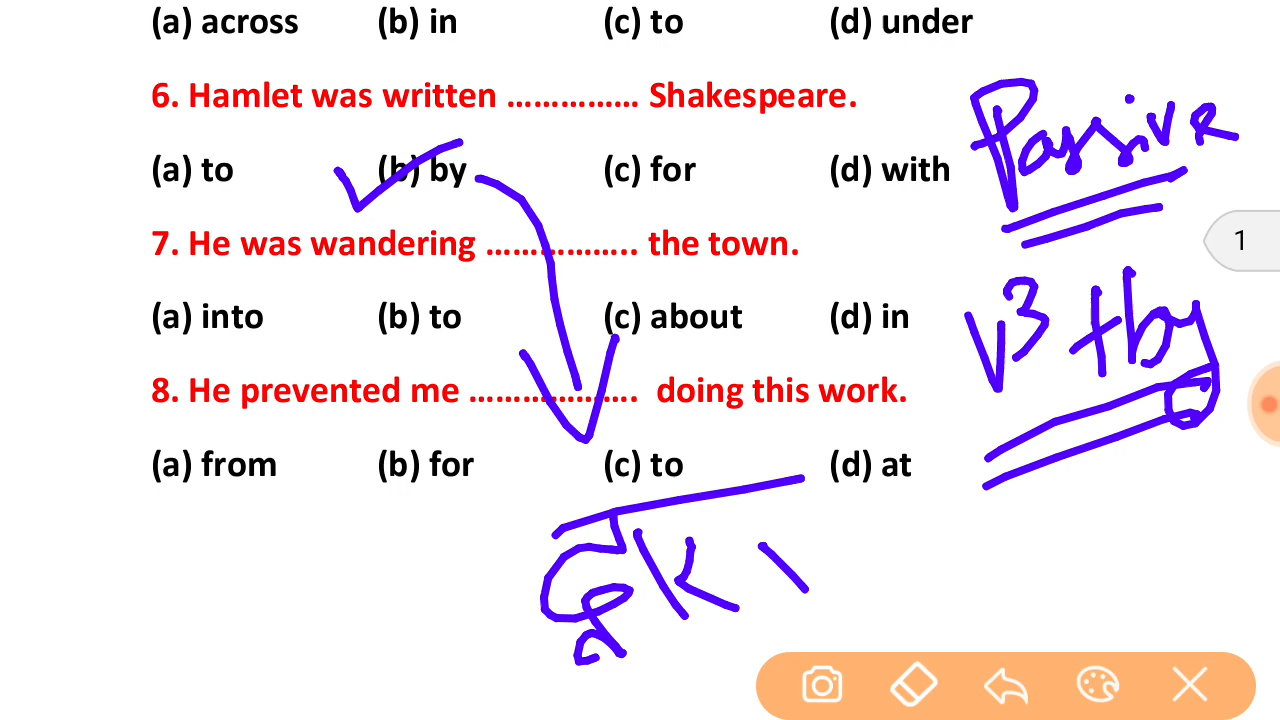 (a) across (b) in (c) to (d) under
6. Hamlet was written …………… Shakespeare.
Passive
(a) to (b) by (c) for (d) with
7. He was wandering …………….. the town.
1
V3 + by
(a) into (b) to (c) about (d) in
8. He prevented me …………….. doing this work.
(a) from (b) for (c) to (d) at